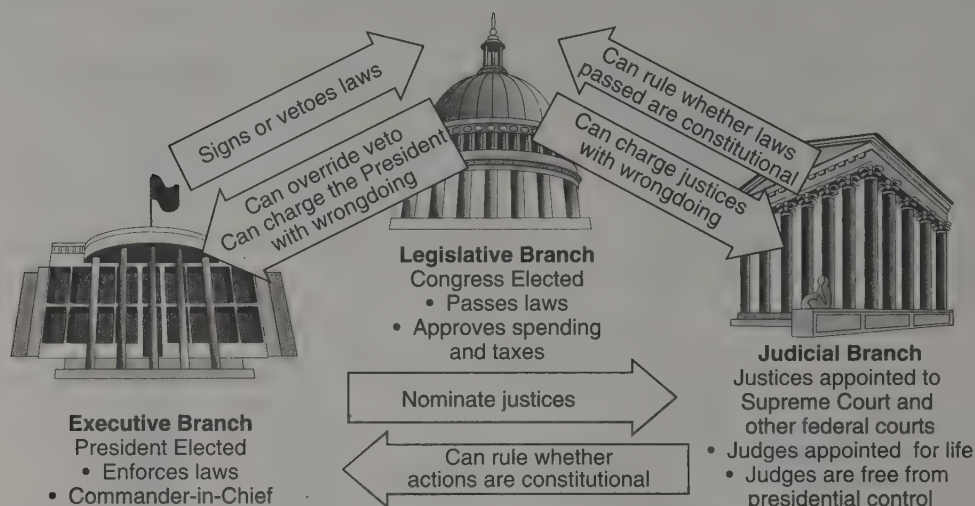 Signs or vetoes laws
Can override veto
Can charge the President
with wrongdoing
Can rule whether laws
passed are constitutional
Can charge justices
with wrongdoing
Legislative Branch
Congress Elected
• Passes laws
• Approves spending
and taxes
Nominate justices
Can rule whether
actions are constitutional
Executive Branch
President Elected
• Enforces laws
• Commander-in-Chief
Judicial Branch
Justices appointed to
Supreme Court and
other federal courts
• Judges appointed for life
• Judges are free from
presidential control